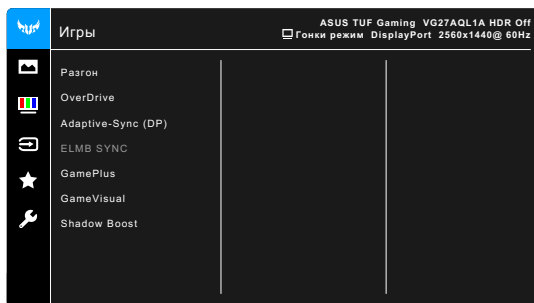 ASUS TUF Gaming VG27AQL1A HDR Off
Игры
Гонки режим DisplayPort 2560x1440@ 60Hz
Разгон
OverDrive
Adaptive-Sync (DP)
ELMB SYNC
GamePlus
GameVisual
Shadow Boost